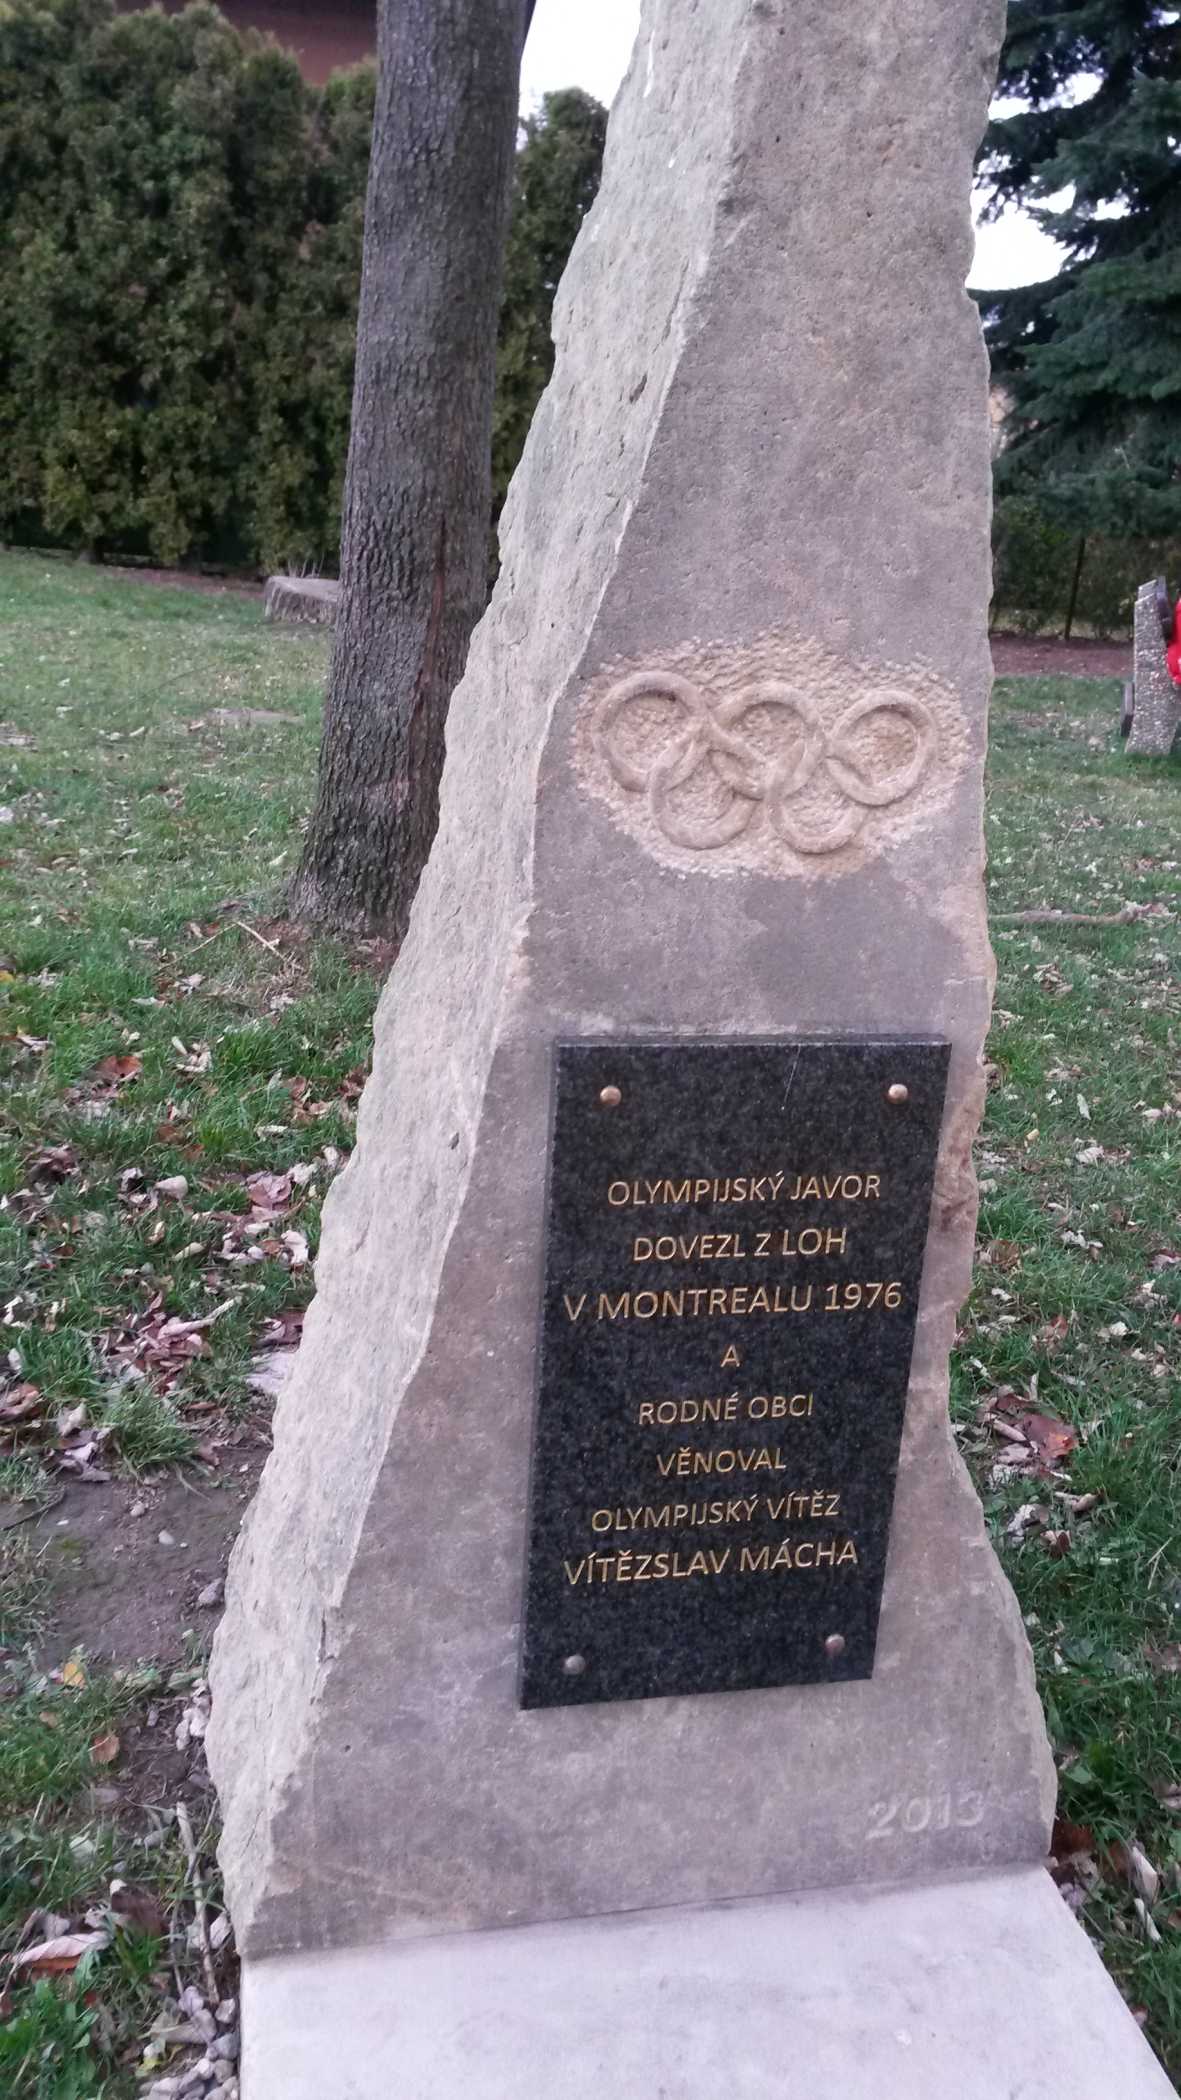 OLYMPIJSKÝ JAVOR
DOVEZL Z LOH
V MONTREALU 1976
A
RODNÉ OBCI
VĚNOVAL
OLYMPIJSKÝ VÍTĚZ
VÍTĚZSLAV MÁCHA
2013